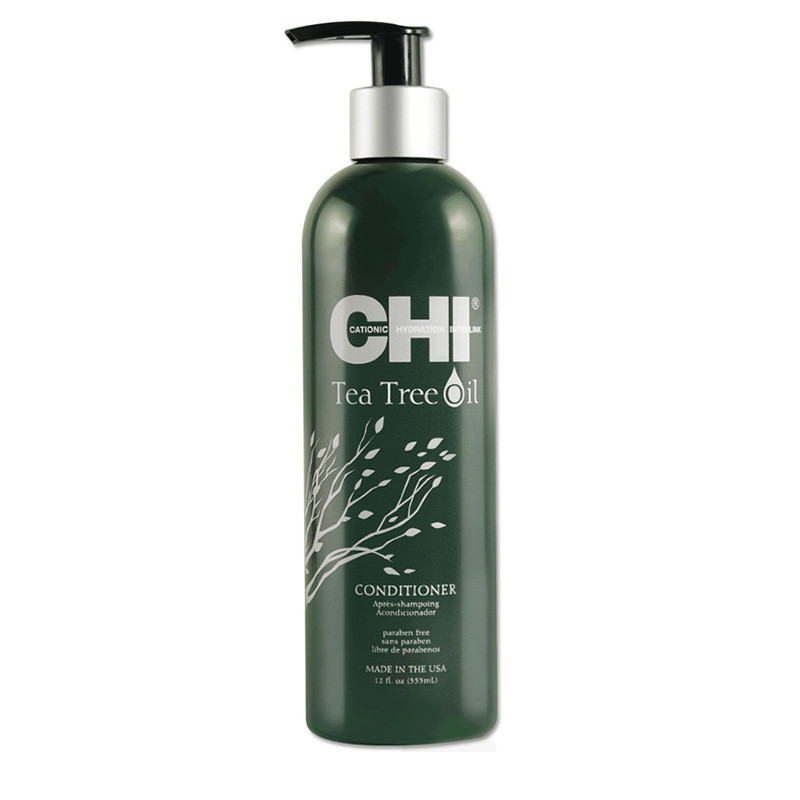 CHI®
CATIONIC HYDRATION INTERLINK
Tea Tree Oil
CONDITIONER
Après-shampoing
Acondicionador
paraben free
sans paraben
libre de parabenos
MADE IN THE USA
12 fl. oz (355mL)